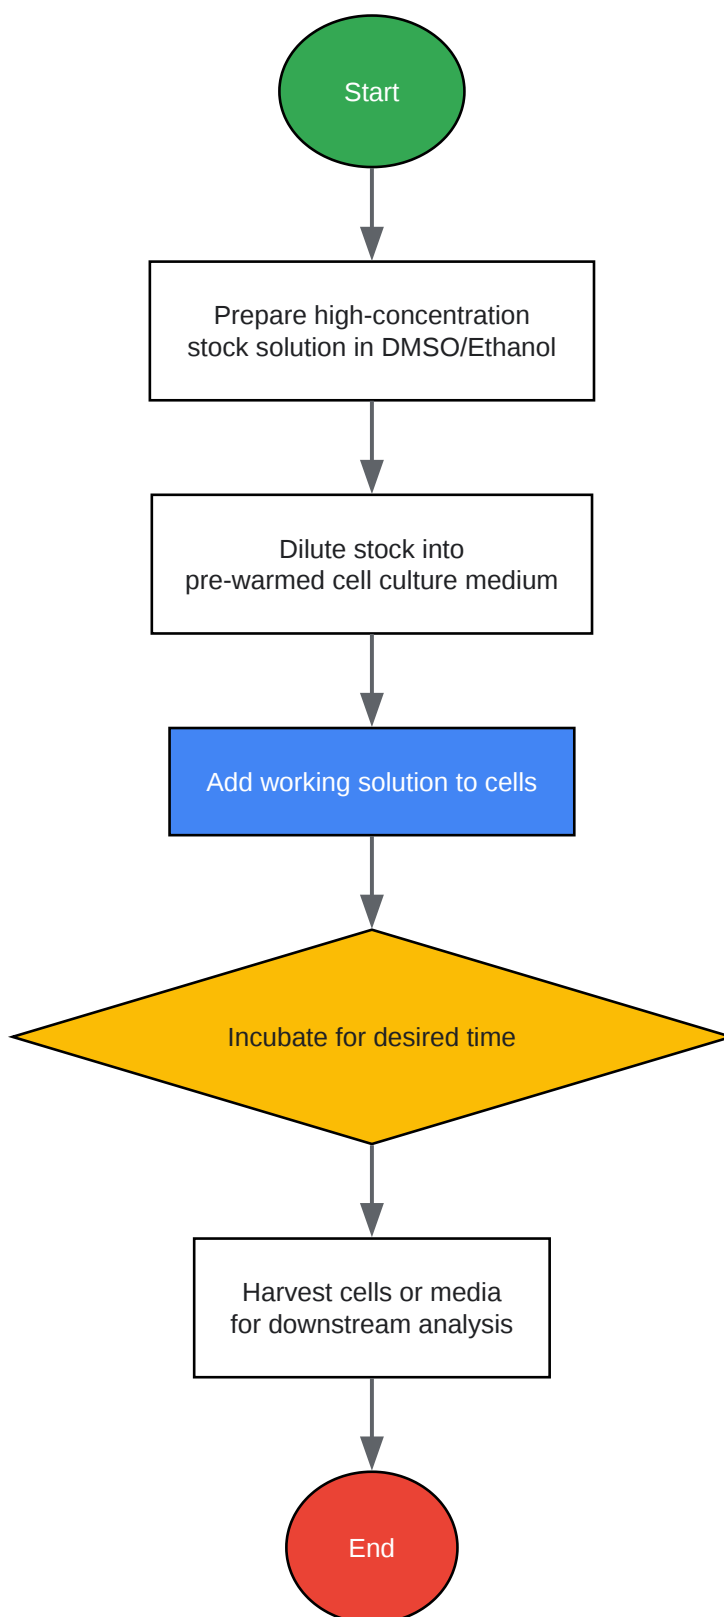 Start
Prepare high-concentration
stock solution in DMSO/Ethanol
Dilute stock into
pre-warmed cell culture medium
Add working solution to cells
Incubate for desired time
Harvest cells or media
for downstream analysis
End